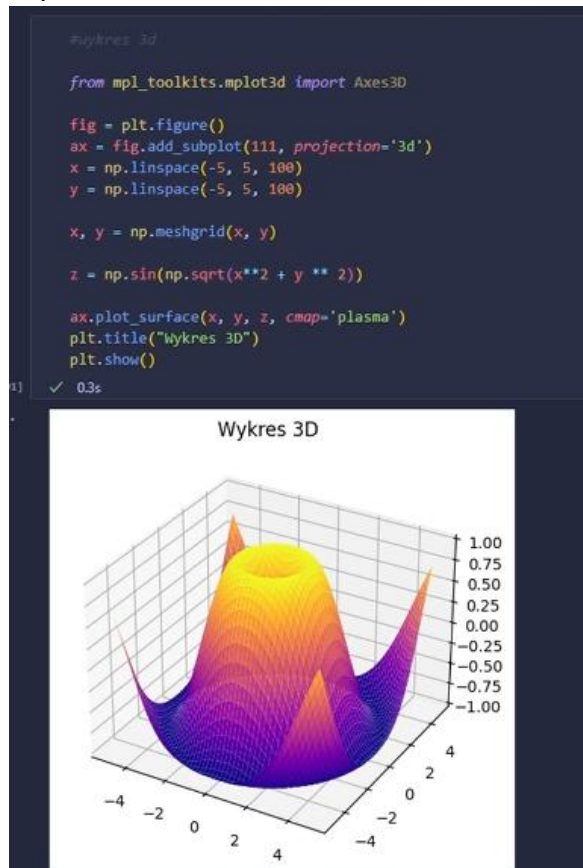 #wykres 3d
from mpl_toolkits.mplot3d import Axes3D
fig = plt.figure()
ax = fig.add_subplot(111, projection='3d')
x = np.linspace(-5, 5, 100)
y = np.linspace(-5, 5, 100)
x, y = np.meshgrid(x, y)
z = np.sin(np.sqrt(x**2 + y ** 2))
ax.plot_surface(x, y, z, cmap='plasma')
plt.title("Wykres 3D")
plt.show()
✓ 0.3s
Wykres 3D
1.00
0.75
0.50
0.25
0.00
−0.25
−0.50
−0.75
−1.00
4
2
0
−2
−4
−4
−2
0
2
4